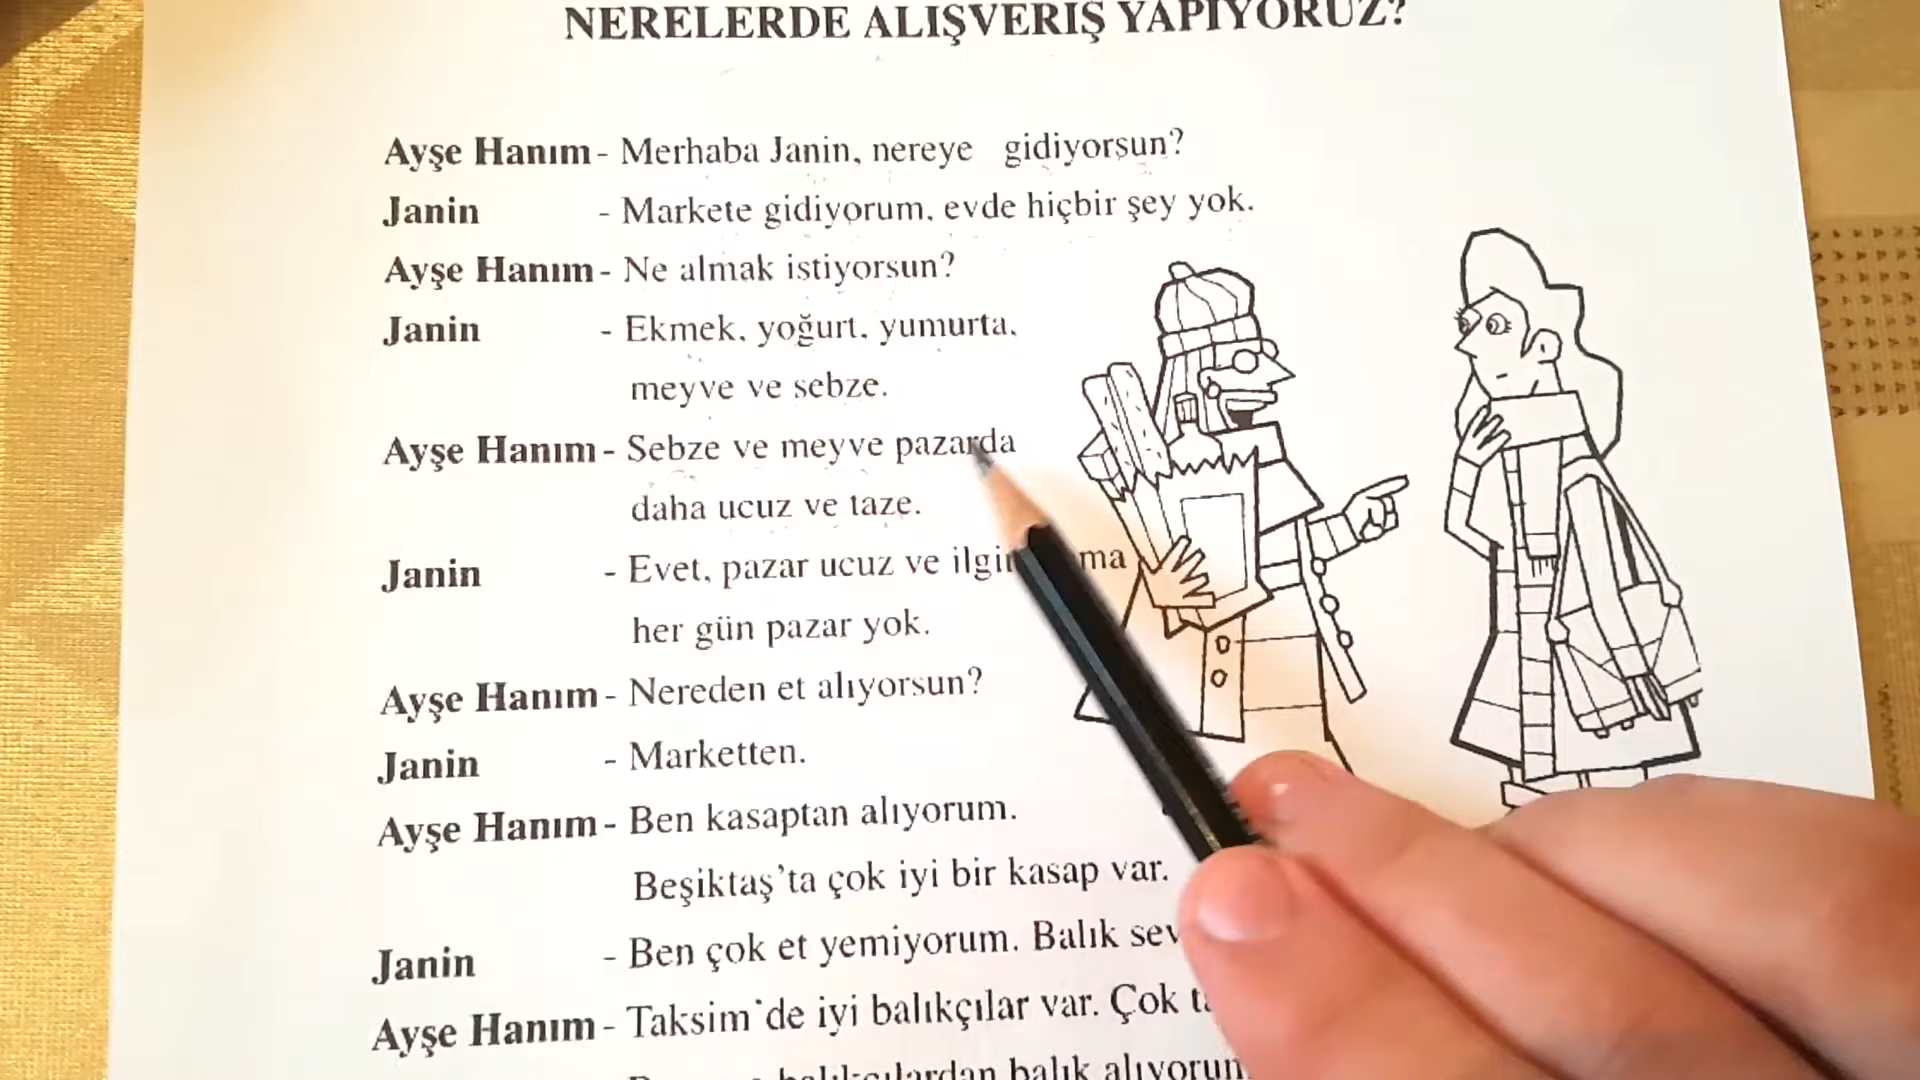 NERELERDE ALIŞVERİŞ YAPIYORUZ?
Ayşe Hanım - Merhaba Janin, nereye gidiyorsun?
Janin - Markete gidiyorum, evde hiçbir şey yok.
Ayşe Hanım - Ne almak istiyorsun?
Janin - Ekmek, yoğurt, yumurta,
meyve ve sebze.
Ayşe Hanım - Sebze ve meyve pazarda
daha ucuz ve taze.
Janin - Evet, pazar ucuz ve
her gün pazar yok.
Ayşe Hanım - Nereden et alıyorsun?
Janin - Marketten.
Ayşe Hanım - Ben kasaptan alıyorum.
Beşiktaş'ta çok iyi bir kasap var.
Janin - Ben çok et yemiyorum. Balık
Ayşe Hanım - Taksim'de iyi balıkçılar var. Çok
balıkçılardan balık